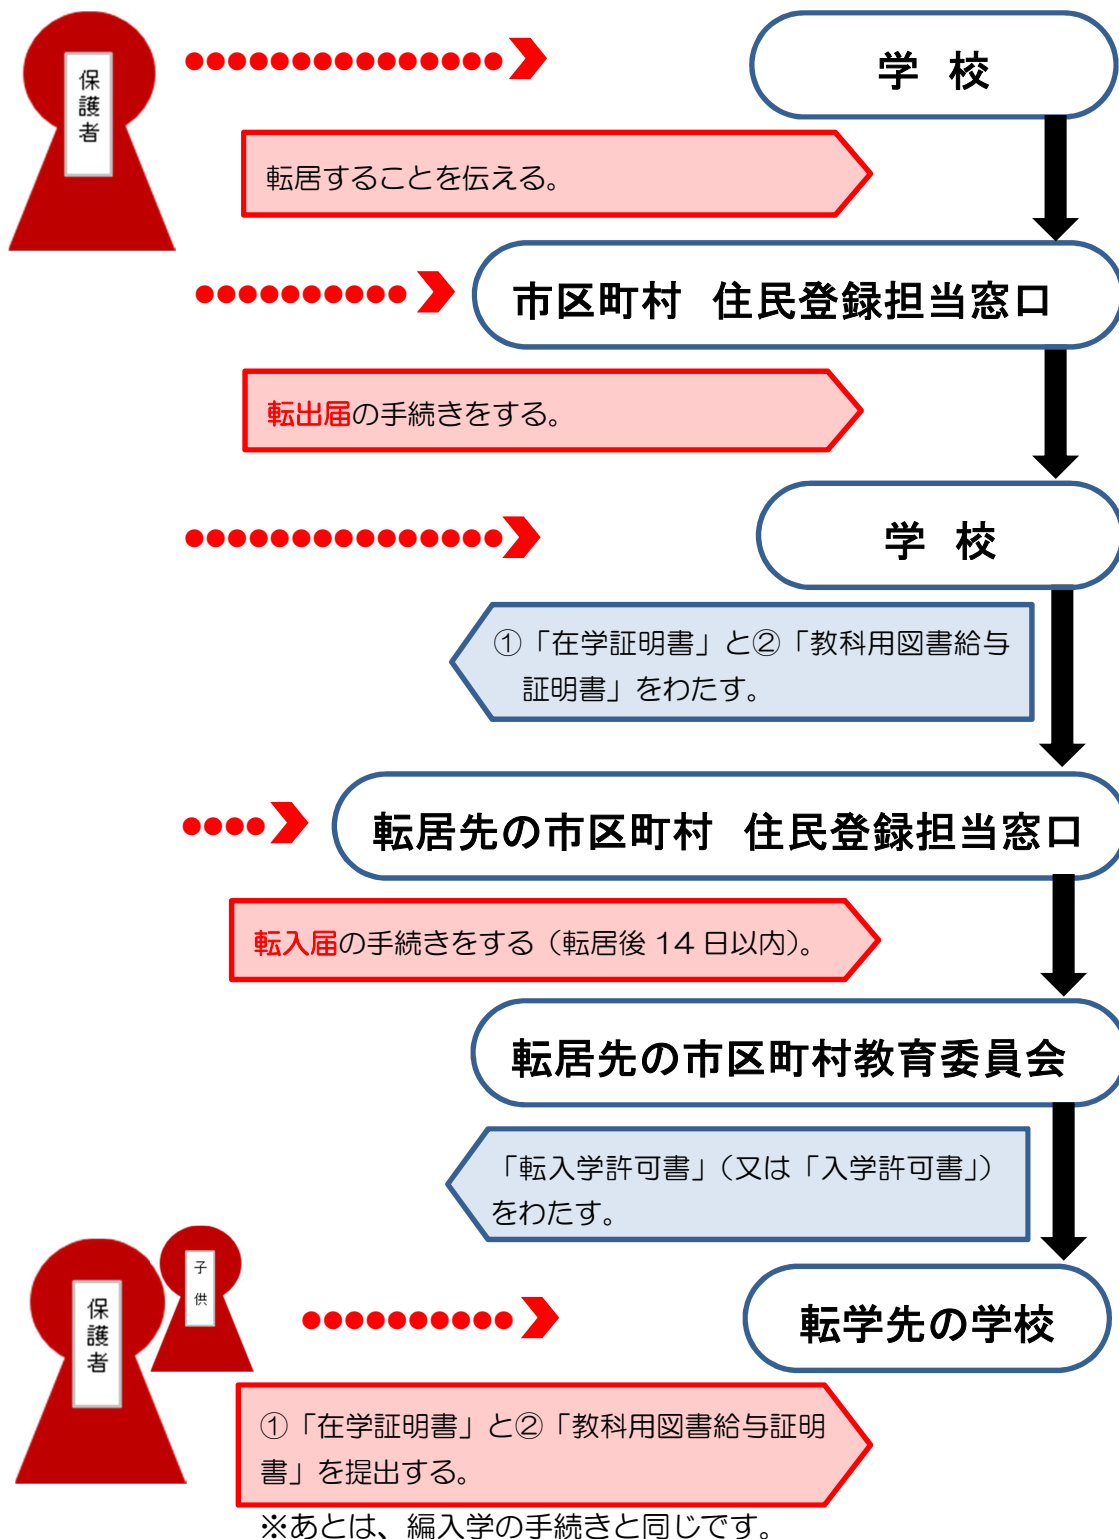 保護者
学 校
転居することを伝える。
市区町村 住民登録担当窓口
転出届の手続きをする。
学 校
①「在学証明書」と②「教科用図書給与
証明書」をわたす。
転居先の市区町村 住民登録担当窓口
転入届の手続きをする（転居後 14 日以内）。
転居先の市区町村教育委員会
「転入学許可書」（又は「入学許可書」）
をわたす。
子供
保護者
転学先の学校
①「在学証明書」と②「教科用図書給与証明
書」を提出する。
※あとは、編入学の手続きと同じです。